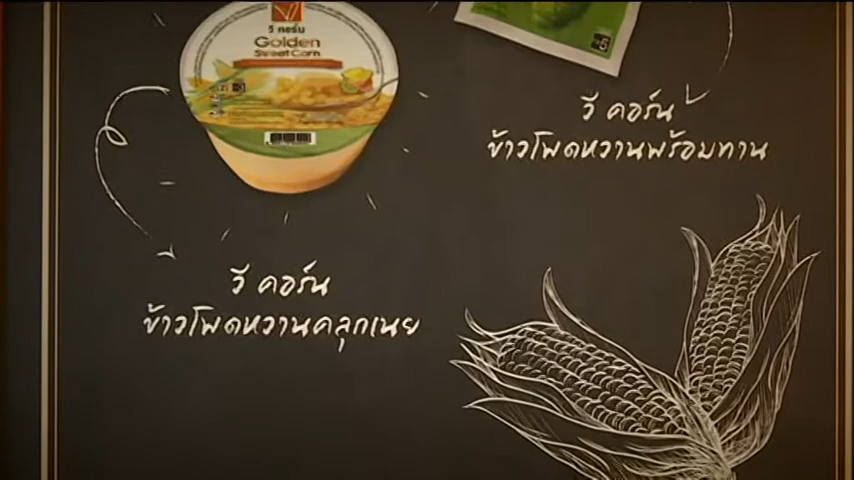 วี คอร์น
Golden
Sweet Corn
วี คอร์น
ข้าวโพดหวานพร้อมทาน
วี คอร์น
ข้าวโพดหวานคลุกเนย